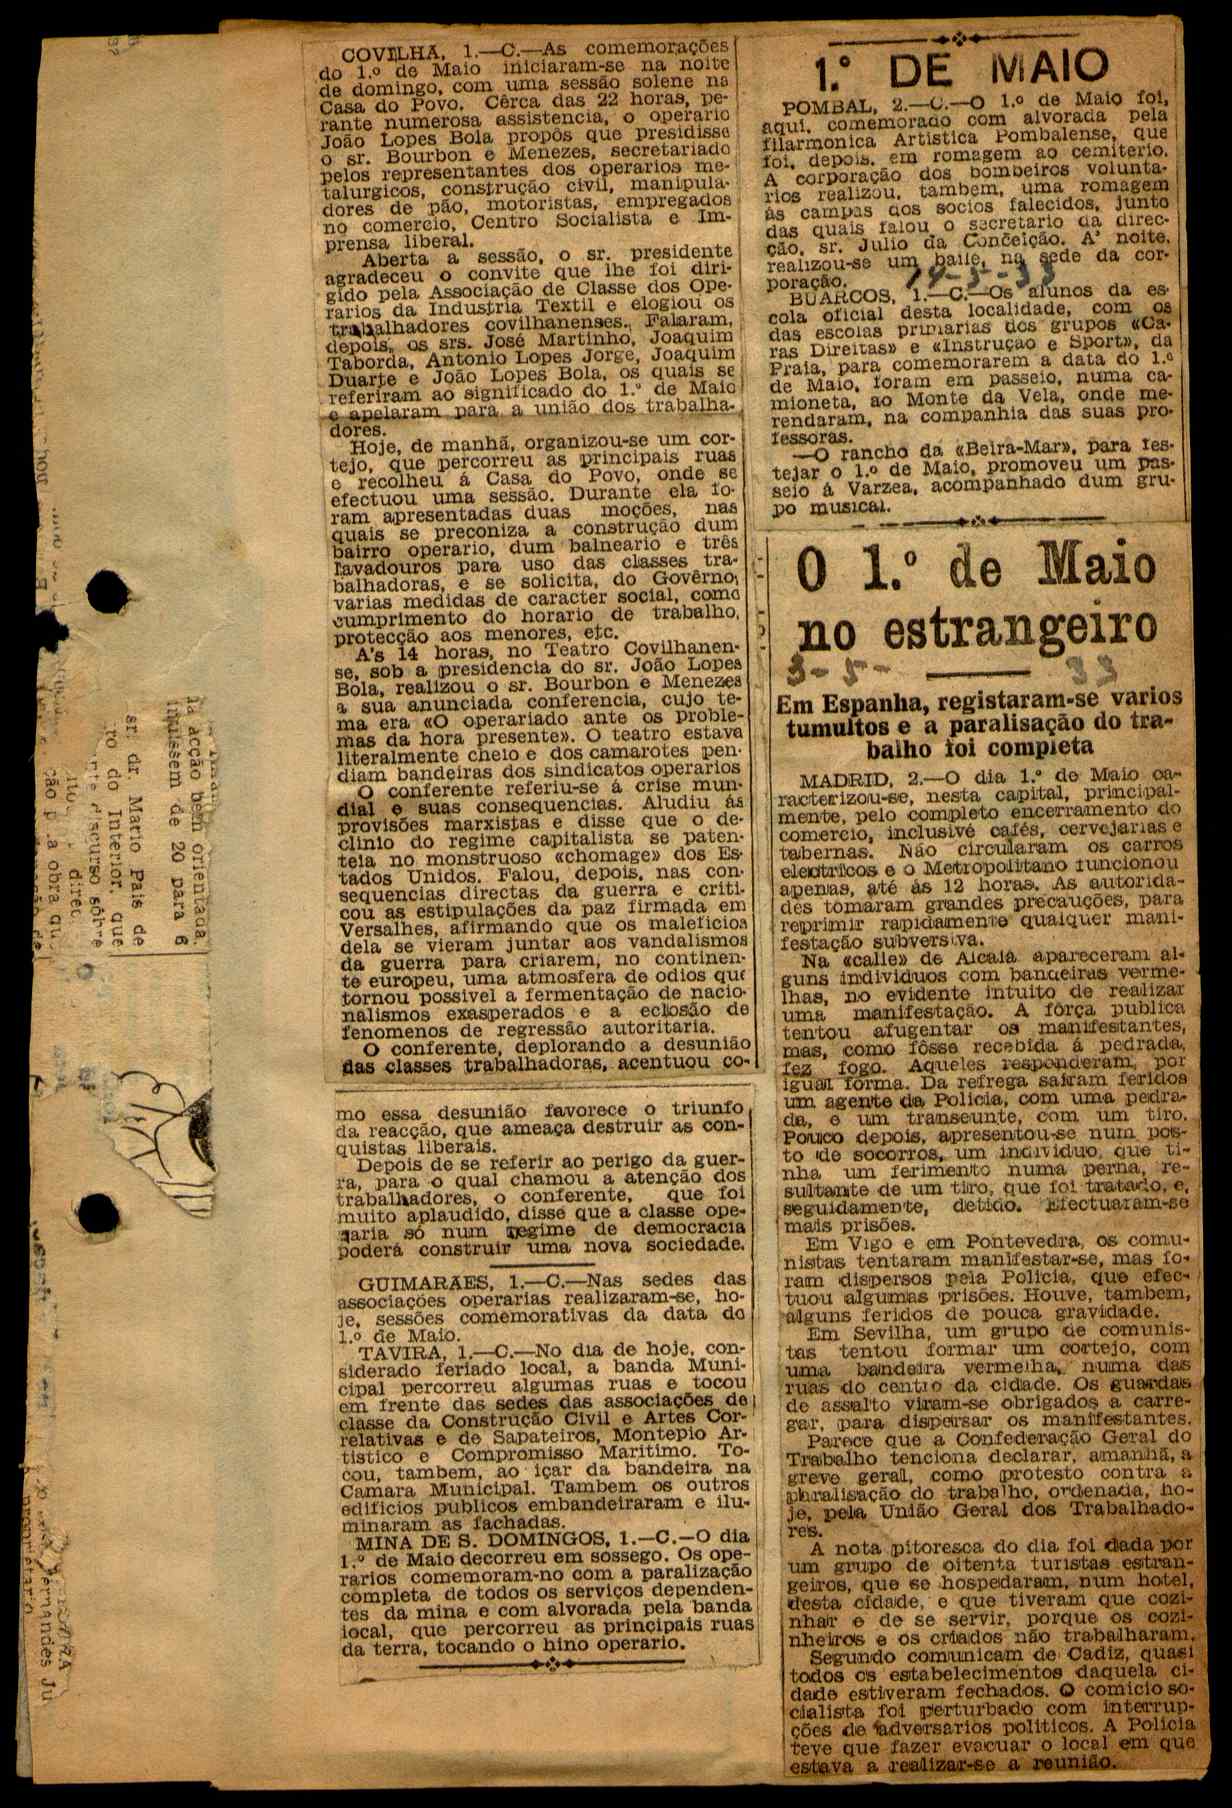 COVILHÃ, 1.—C.—As comemorações
do 1.º de Maio iniciaram-se na noite
de domingo, com uma sessão solene na
Casa do Povo. Cêrca das 22 horas, pe-
rante numerosa assistencia, o operario
João Lopes Bola propôs que presidisse
o sr. Bourbon e Menezes, secretariado
pelos representantes dos operarios me-
talurgicos, construção civil, manipula-
dores de pão, motoristas, empregados
no comercio, Centro Socialista e Im-
prensa liberal.
Aberta a sessão, o sr. presidente
agradeceu o convite que lhe foi diri-
gido pela Associação de Classe dos Ope-
rarios da Industria Textil e elogiou os
trabalhadores covilhanenses. Falaram,
depois, os srs. José Martinho, Joaquim
Taborda, Antonio Lopes Jorge, Joaquim
Duarte e João Lopes Bola, os quais se
referiram ao significado do 1.º de Maio
e apelaram para a união dos trabalha-
dores.
Hoje, de manhã, organizou-se um cor-
tejo, que percorreu as principais ruas
e recolheu á Casa do Povo, onde se
efectuou uma sessão. Durante ela fo-
ram apresentadas duas moções, nas
quais se preconiza a construção dum
bairro operario, dum balneario e três
lavadouros para uso das classes tra-
balhadoras, e se solicita, do Govêrno,
varias medidas de caracter social, como
cumprimento do horario de trabalho,
protecção aos menores, etc.
A's 14 horas, no Teatro Covilhanen-
se, sob a presidencia do sr. João Lopes
Bola, realizou o sr. Bourbon e Menezes
a sua anunciada conferencia, cujo te-
ma era «O operariado ante os proble-
mas da hora presente». O teatro estava
literalmente cheio e dos camarotes pen-
diam bandeiras dos sindicatos operarios
O conferente referiu-se á crise mun-
dial e suas consequencias. Aludiu ás
provisões marxistas e disse que o de-
clinio do regime capitalista se paten-
teia no monstruoso «chomage» dos Es-
tados Unidos. Falou, depois, nas con-
sequencias directas da guerra e criti-
cou as estipulações da paz firmada em
Versalhes, afirmando que os maleficios
dela se vieram juntar aos vandalismos
da guerra para criarem, no continen-
te europeu, uma atmosfera de odios que
tornou possivel a fermentação de nacio-
nalismos exasperados e a eclosão de
fenomenos de regressão autoritaria.
O conferente, deplorando a desunião
das classes trabalhadoras, acentuou co-
mo essa desunião favorece o triunfo
da reacção, que ameaça destruir as con-
quistas liberais.
Depois de se referir ao perigo da guer-
ra, para o qual chamou a atenção dos
trabalhadores, o conferente, que foi
muito aplaudido, disse que a classe ope-
raria só num regime de democracia
poderá construir uma nova sociedade.
GUIMARÃES, 1.—C.—Nas sedes das
associações operarias realizaram-se, ho-
je, sessões comemorativas da data do
1.º de Maio.
TAVIRA, 1.—C.—No dia de hoje, con-
siderado feriado local, a banda Muni-
cipal percorreu algumas ruas e tocou
em frente das sedes das associações de
classe da Construção Civil e Artes Cor-
relativas e de Sapateiros, Montepio Ar-
tistico e Compromisso Maritimo. To-
cou, tambem, ao içar da bandeira na
Camara Municipal. Tambem os outros
edificios publicos embandeiraram e ilu-
minaram as fachadas.
MINA DE S. DOMINGOS, 1.—C.—O dia
1.º de Maio decorreu em sossego. Os ope-
rarios comemoram-no com a paralização
completa de todos os serviços dependen-
tes da mina e com alvorada pela banda
local, que percorreu as principais ruas
da terra, tocando o hino operario.
1.º DE MAIO
POMBAL, 2.—C.—O 1.º de Maio foi,
aqui, comemorado com alvorada pela
filarmonica Artistica Pombalense, que
foi, depois, em romagem ao cemiterio.
A corporação dos bombeiros volunta-
rios realizou, tambem, uma romagem
ás campas dos socios falecidos, junto
das quais falou o secretario da direc-
ção, sr. Julio da Conceição. A' noite,
realizou-se um baile, na sede da cor-
poração.
14-5-33
BUARCOS, 1.—C.—Os alunos da es-
cola oficial desta localidade, com os
das escolas primarias dos grupos «Ca-
ras Direitas» e «Instrução e Sport», da
Praia, para comemorarem a data do 1.º
de Maio, foram em passeio, numa ca-
mioneta, ao Monte da Vela, onde me-
rendaram, na companhia das suas pro-
fessoras.
—O rancho da «Beira-Mar», para fes-
tejar o 1.º de Maio, promoveu um pas-
seio á Varzea, acompanhado dum gru-
po musical.
O 1.º de Maio
no estrangeiro
3-5-33
Em Espanha, registaram-se varios
tumultos e a paralisação do tra-
balho foi completa
MADRID, 2.—O dia 1.º de Maio ca-
racterizou-se, nesta capital, principal-
mente, pelo completo encerramento do
comercio, inclusivé cafés, cervejarias e
tabernas. Não circularam os carros
electricos e o Metropolitano funcionou
apenas, até ás 12 horas. As autorida-
des tomaram grandes precauções, para
reprimir rapidamente qualquer mani-
festação subversiva.
Na «calle» de Alcalá apareceram al-
guns individuos com bandeiras verme-
lhas, no evidente intuito de realizar
uma manifestação. A fôrça publica
tentou afugentar os manifestantes,
mas, como fôsse recebida á pedrada,
fez fogo. Aqueles responderam, por
igual forma. Da refrega sairam feridos
um agente da Policia, com uma pedra-
da, e um transeunte, com um tiro.
Pouco depois, apresentou-se num pos-
to de socorros, um individuo, que ti-
nha um ferimento numa perna, re-
sultante de um tiro, que foi tratado, e,
seguidamente, detido. Efectuaram-se
mais prisões.
Em Vigo e em Pontevedra, os comu-
nistas tentaram manifestar-se, mas fo-
ram dispersos pela Policia, que efec-
tuou algumas prisões. Houve, tambem,
alguns feridos de pouca gravidade.
Em Sevilha, um grupo de comunis-
tas tentou formar um cortejo, com
uma bandeira vermelha, numa das
ruas do centro da cidade. Os guardas
de assalto viram-se obrigados a carre-
gar, para dispersar os manifestantes.
Parece que a Confederação Geral do
Trabalho tenciona declarar, amanhã, a
greve geral, como protesto contra a
pharalisação do trabalho, ordenada, ho-
je, pela União Geral dos Trabalhado-
res.
A nota pitoresca do dia foi dada por
um grupo de oitenta turistas estran-
geiros, que se hospedaram, num hotel,
desta cidade, e que tiveram que cozi-
nhar e de se servir, porque os cozi-
nheiros e os criados não trabalharam.
Segundo comunicam de Cadiz, quasi
todos os estabelecimentos daquela ci-
dade estiveram fechados. O comicio so-
cialista foi perturbado com interrup-
ções de adversarios politicos. A Policia
teve que fazer evacuar o local em que
estava a realizar-se a reunião.
la acção bem orientada,
inuissem de 20 para 6
sr. dr. Mario Pais de
ro do Interior, que
discurso sôbre
a obra que